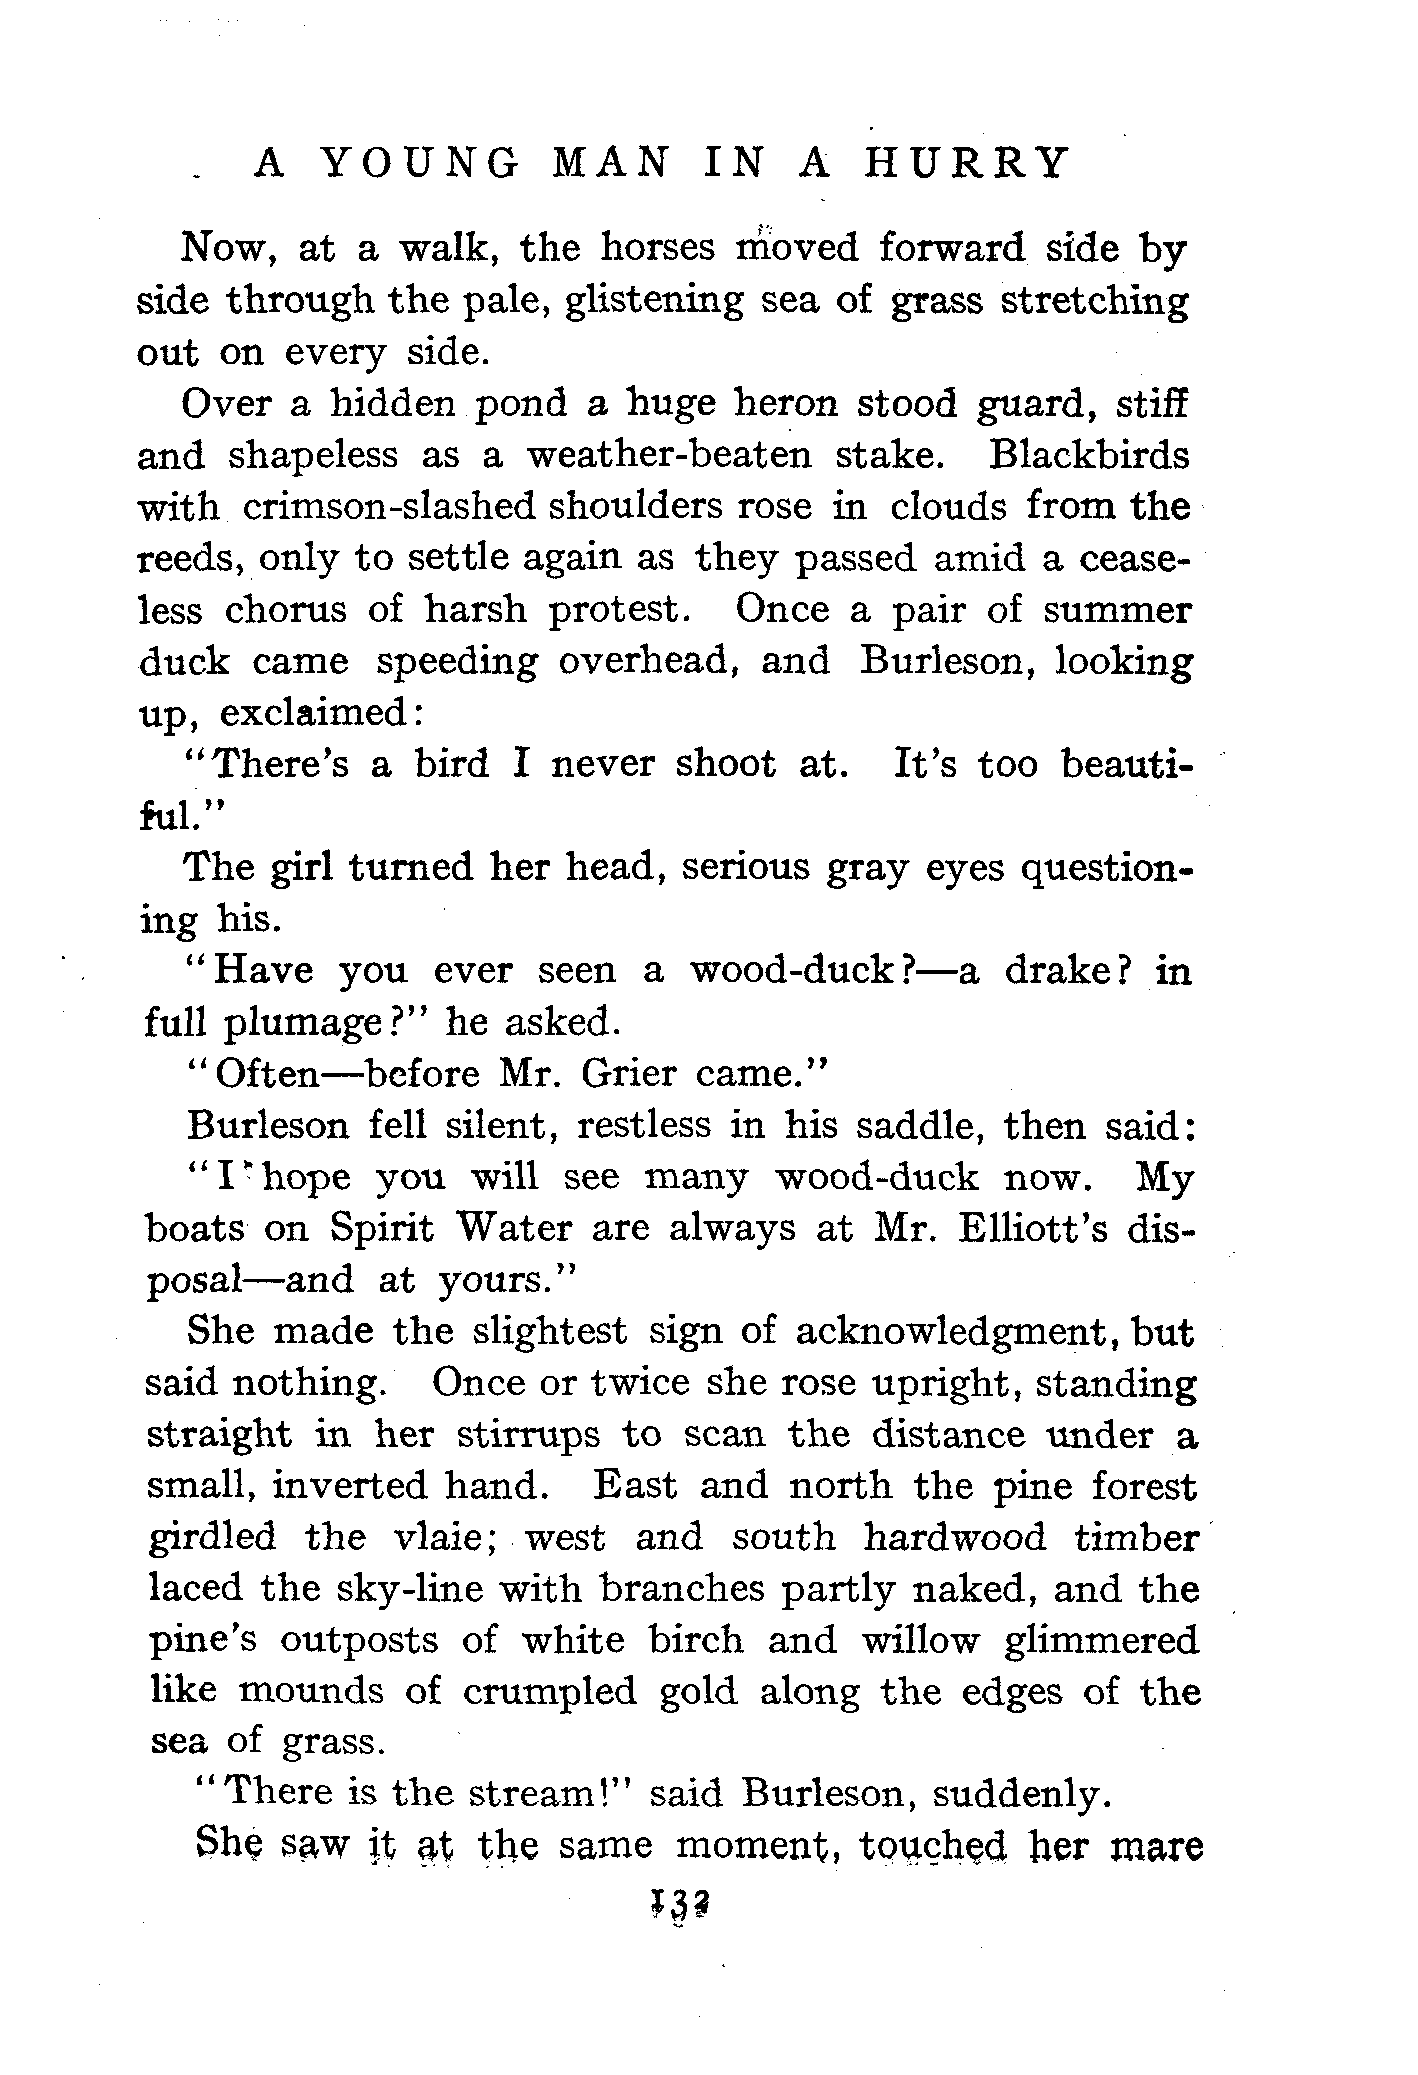 A YOUNG MAN IN A HURRY
Now, at a walk, the horses moved forward side by
side through the pale, glistening sea of grass stretching
out on every side.
Over a hidden pond a huge heron stood guard, stiff
and shapeless as a weather-beaten stake. Blackbirds
with crimson-slashed shoulders rose in clouds from the
reeds, only to settle again as they passed amid a cease-
less chorus of harsh protest. Once a pair of summer
duck came speeding overhead, and Burleson, looking
up, exclaimed:
"There's a bird I never shoot at. It's too beauti-
ful."
The girl turned her head, serious gray eyes question-
ing his.
"Have you ever seen a wood-duck?—a drake? in
full plumage?" he asked.
"Often—before Mr. Grier came."
Burleson fell silent, restless in his saddle, then said:
"I hope you will see many wood-duck now. My
boats on Spirit Water are always at Mr. Elliott's dis-
posal—and at yours."
She made the slightest sign of acknowledgment, but
said nothing. Once or twice she rose upright, standing
straight in her stirrups to scan the distance under a
small, inverted hand. East and north the pine forest
girdled the vlaie; west and south hardwood timber
laced the sky-line with branches partly naked, and the
pine's outposts of white birch and willow glimmered
like mounds of crumpled gold along the edges of the
sea of grass.
"There is the stream!" said Burleson, suddenly.
She saw it at the same moment, touched her mare
132